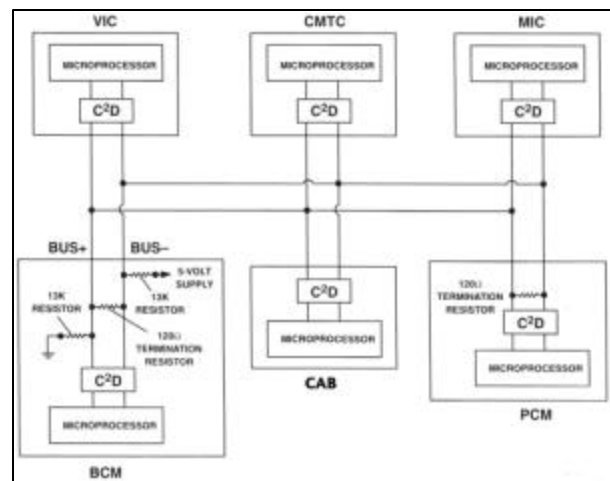 VIC
CMTC
MIC
MICROPROCESSOR
MICROPROCESSOR
MICROPROCESSOR
C²D
C²D
C²D
BUS+
BUS–
5-VOLT
SUPPLY
13K
RESISTOR
13K
RESISTOR
120Ω
TERMINATION
RESISTOR
C²D
MICROPROCESSOR
BCM
C²D
MICROPROCESSOR
CAB
120Ω
TERMINATION
RESISTOR
C²D
MICROPROCESSOR
PCM